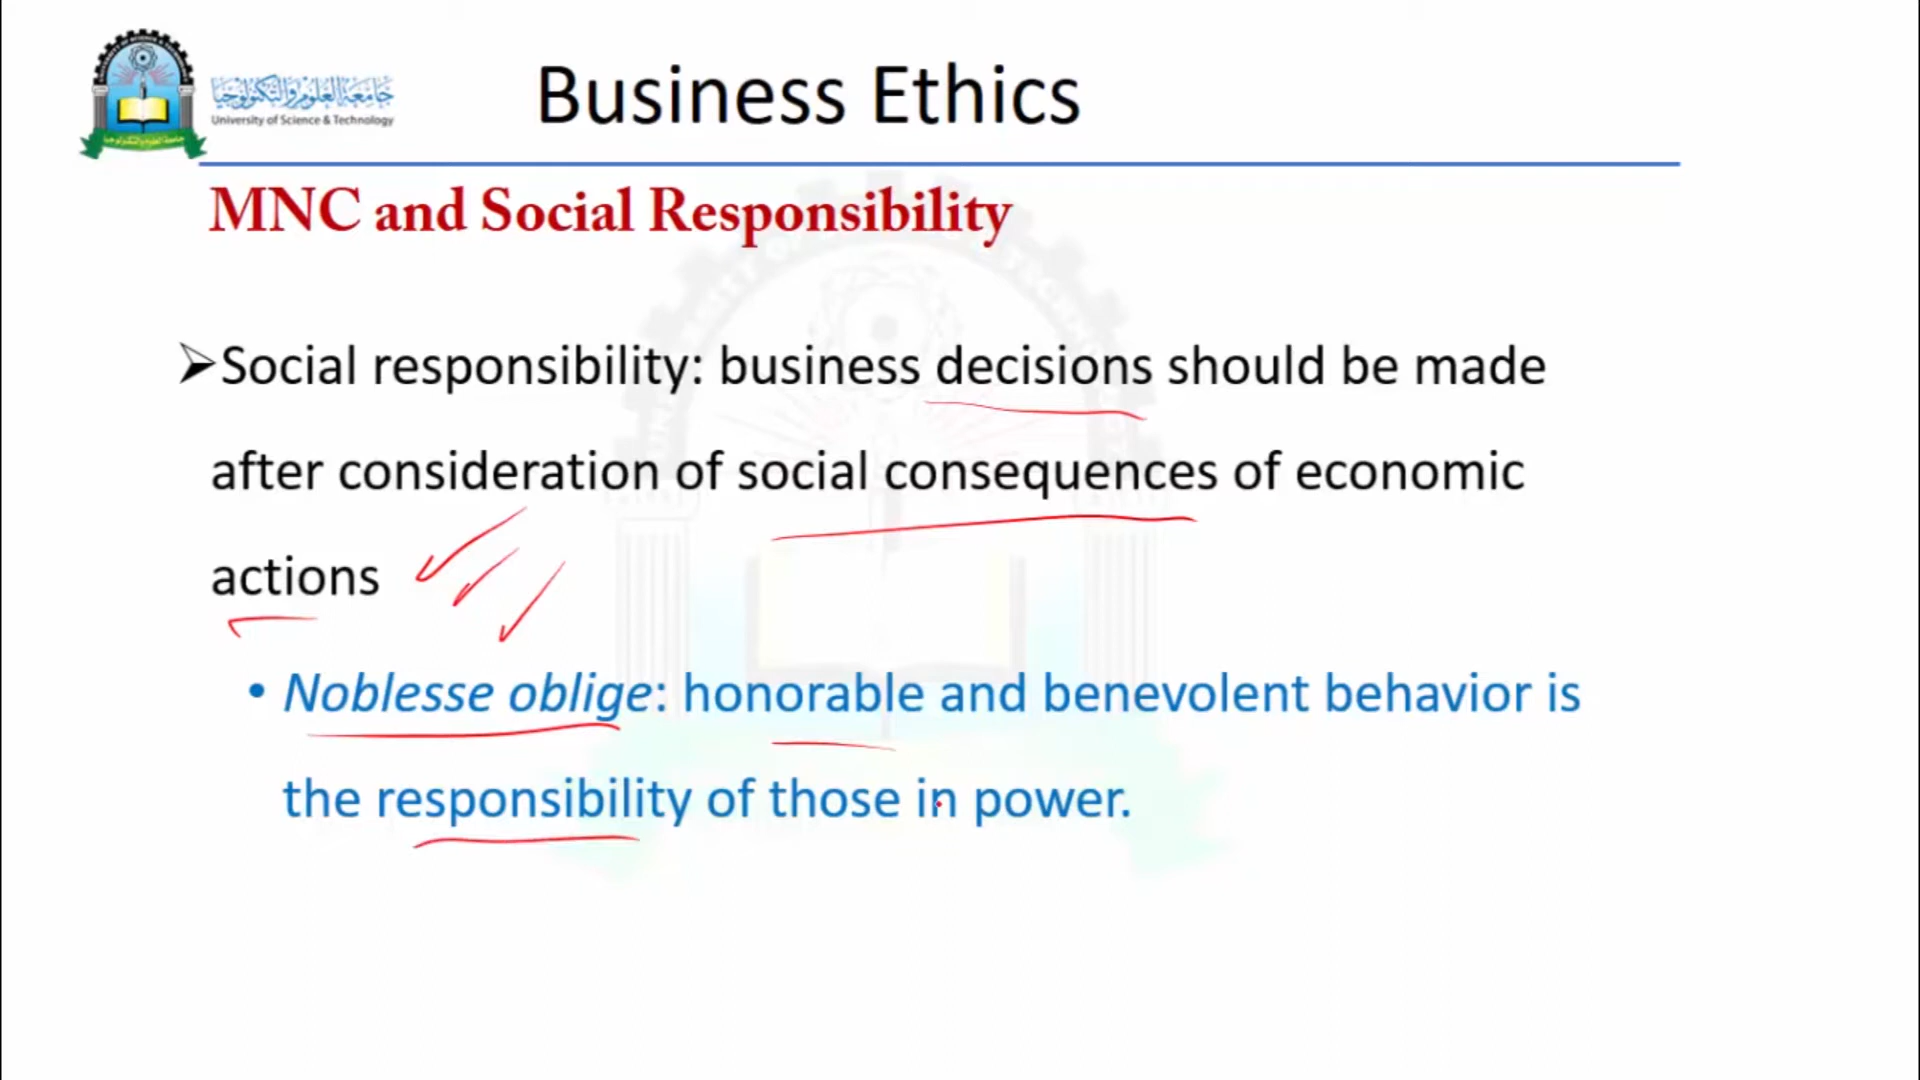 جامعة العلوم والتكنولوجيا
University of Science & Technology
Business Ethics
MNC and Social Responsibility
➢Social responsibility: business decisions should be made
after consideration of social consequences of economic
actions
• Noblesse oblige: honorable and benevolent behavior is
the responsibility of those in power.